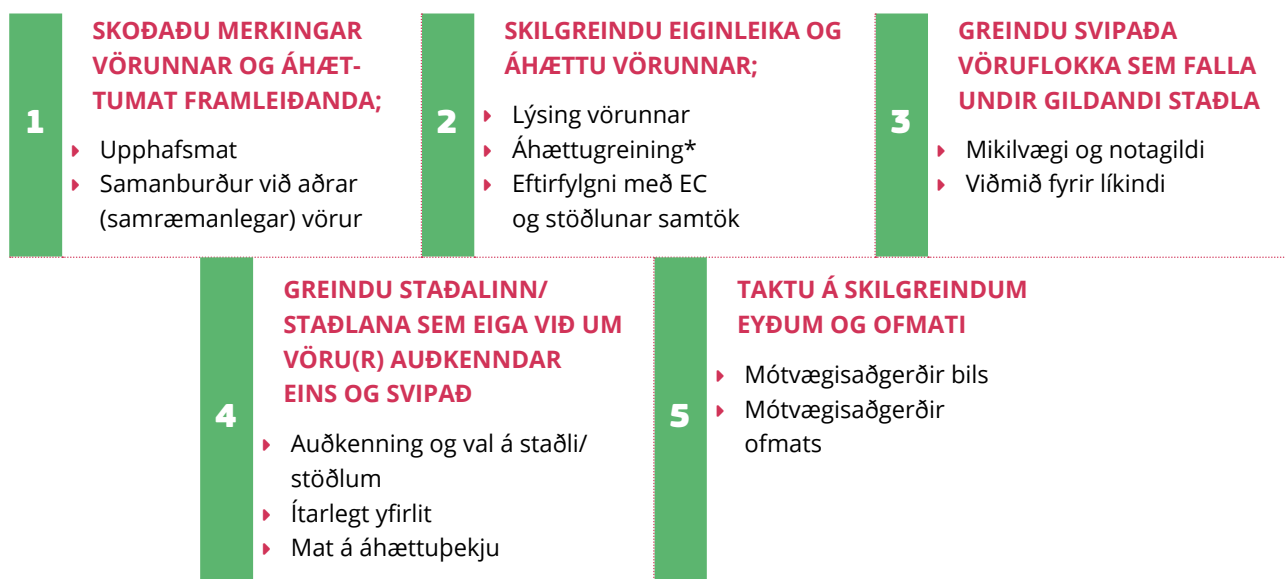 1
SKOÐAÐU MERKINGAR
VÖRUNNAR OG ÁHÆT-
TUMAT FRAMLEIÐANDA;
Upphafsmat
Samanburður við aðrar
(samræmanlegar) vörur
2
SKILGREINDU EIGINLEIKA OG
ÁHÆTTU VÖRUNNAR;
Lýsing vörunnar
Áhættugreining*
Eftirfylgni með EC
og stöðlunar samtök
3
GREINDU SVIPAÐA
VÖRUFLOKKA SEM FALLA
UNDIR GILDANDI STAÐLA
Mikilvægi og notagildi
Viðmið fyrir líkindi
4
GREINDU STAÐALINN/
STAÐLANA SEM EIGA VIÐ UM
VÖRU(R) AUÐKENNDAR
EINS OG SVIPAÐ
Auðkenning og val á staðli/
stöðlum
Ítarlegt yfirlit
Mat á áhættuþekju
5
TAKTU Á SKILGREINDUM
EYÐUM OG OFMATI
Mótvægisaðgerðir bils
Mótvægisaðgerðir
ofmats